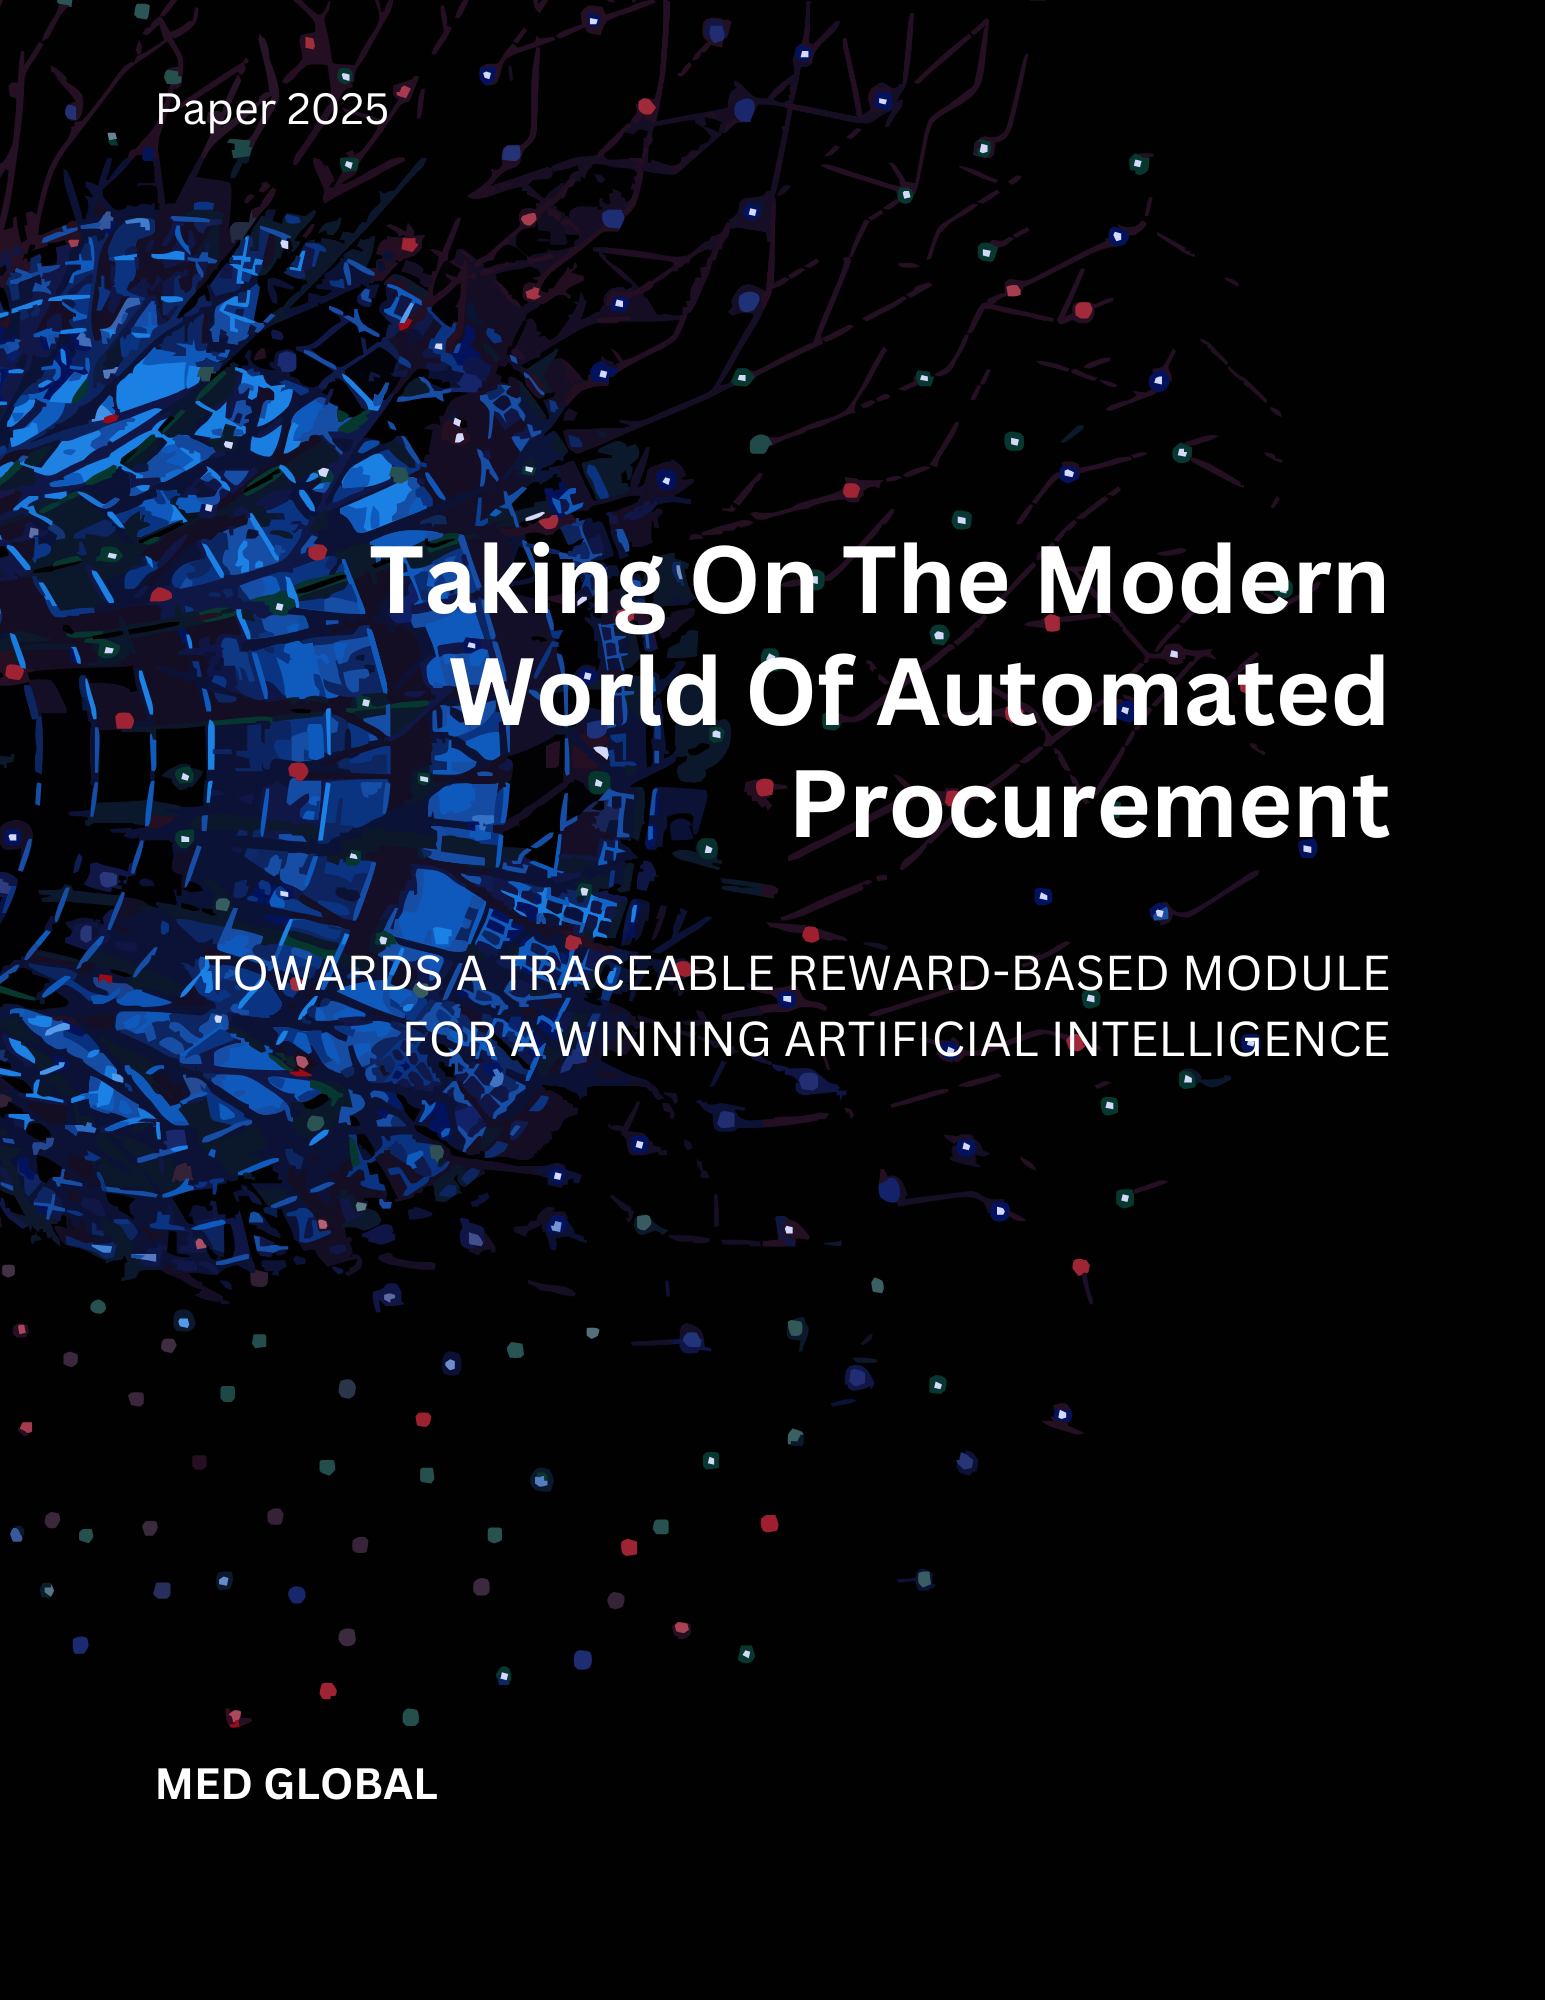 Paper 2025
Taking On The Modern
World Of Automated
Procurement
TOWARDS A TRACEABLE REWARD-BASED MODULE
FOR A WINNING ARTIFICIAL INTELLIGENCE
MED GLOBAL